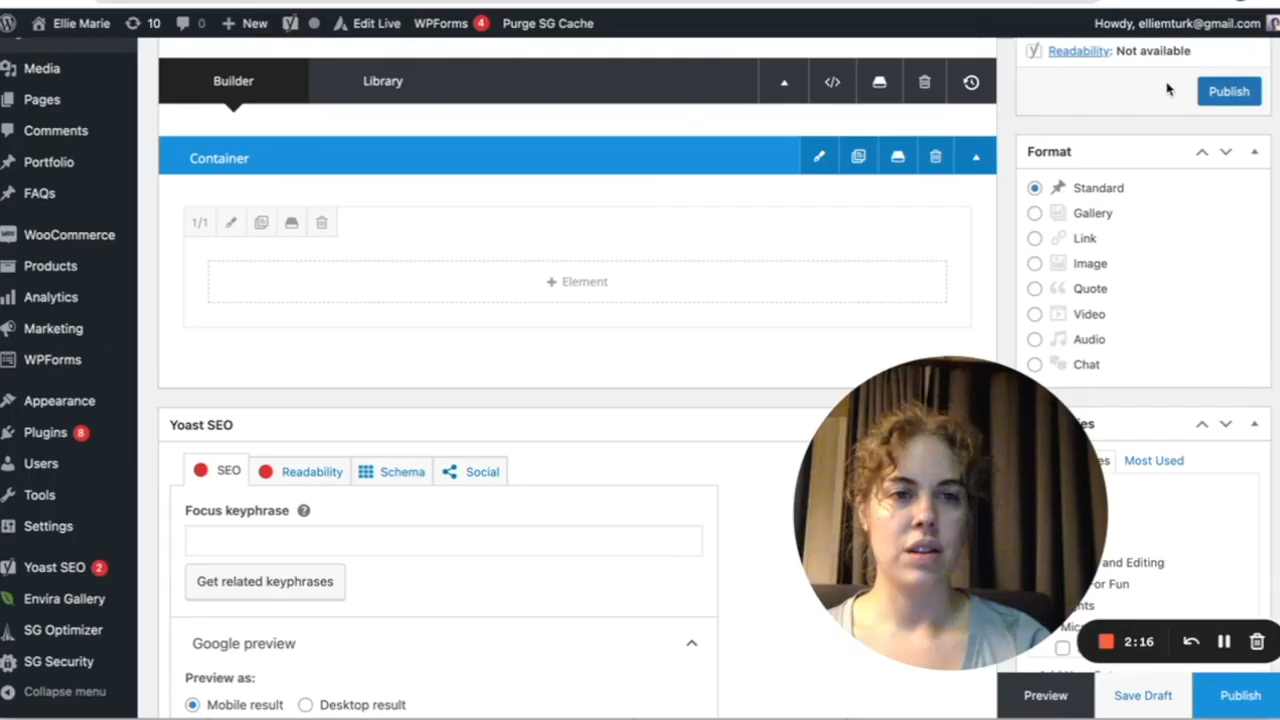 Ellie Marie
10
0
New
Edit Live
WPForms 4
Purge SG Cache
Howdy, elliemturk@gmail.com
Media
Pages
Comments
Portfolio
FAQs
WooCommerce
Products
Analytics
Marketing
WPForms
Appearance
Plugins 8
Users
Tools
Settings
Yoast SEO 2
Envira Gallery
SG Optimizer
SG Security
Collapse menu
Builder
Library
Container
1/1
+ Element
Yoast SEO
SEO
Readability
Schema
Social
Focus keyphrase ?
Get related keyphrases
Google preview
Preview as:
Mobile result
Desktop result
Readability: Not available
Publish
Format
Standard
Gallery
Link
Image
Quote
Video
Audio
Chat
Most Used
and Editing
For Fun
2:16
Preview
Save Draft
Publish